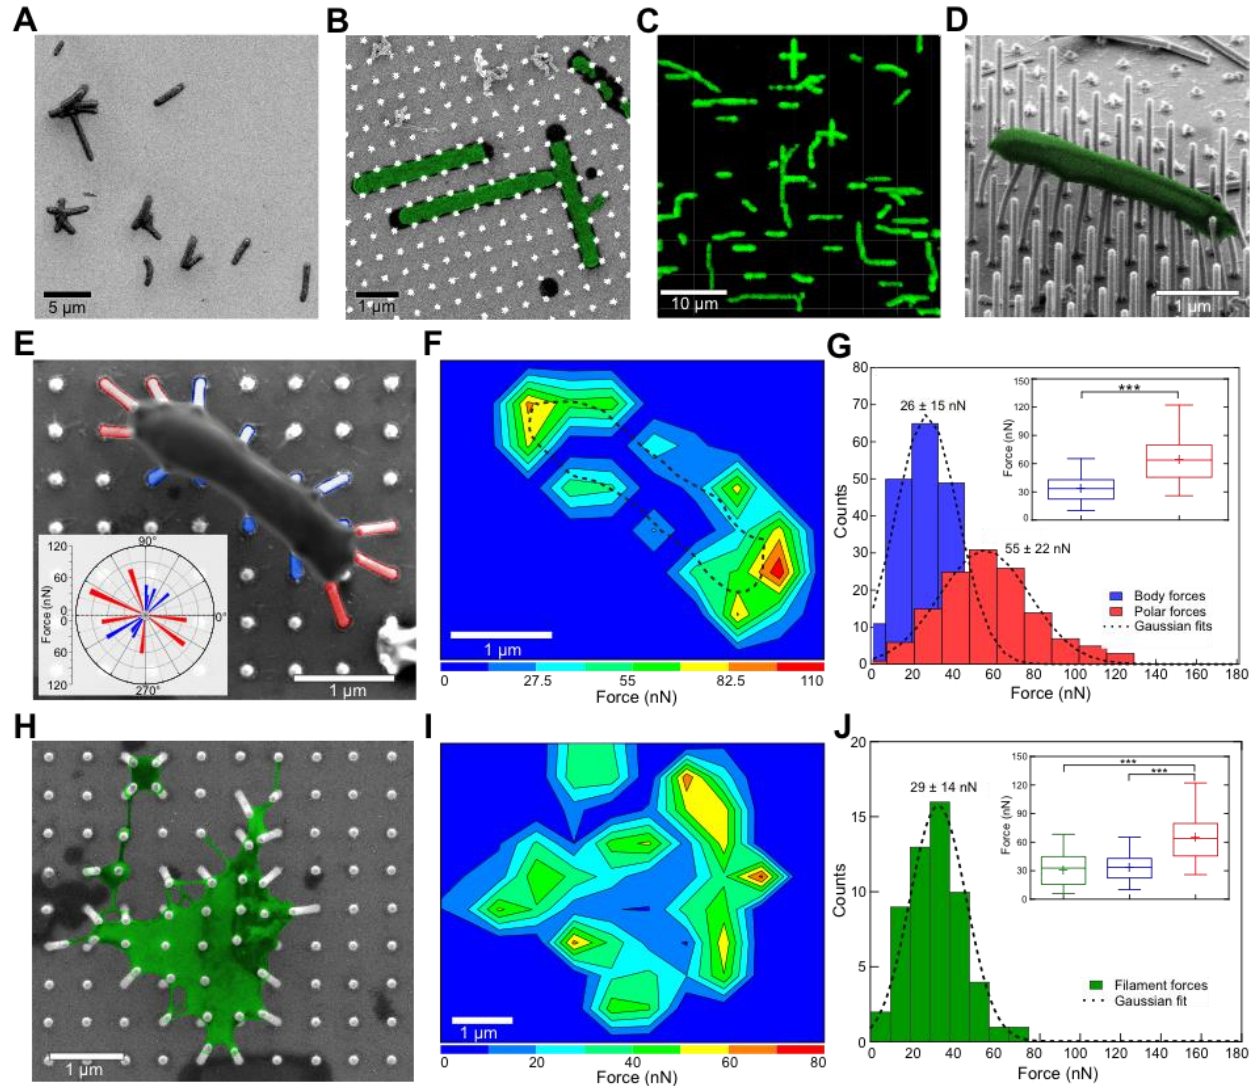 A
B
C
D
5 µm
1 µm
10 µm
1 µm
E
F
G
120
60
0
0
60
120
Force (nN)
90°
0°
270°
1 µm
1 µm
0 27.5 55 82.5 110
Force (nN)
80
70
60
50
40
30
20
10
0
Counts
26 ± 15 nN
55 ± 22 nN
150
120
90
60
30
0
Force (nN)
***
Body forces
Polar forces
Gaussian fits
0 20 40 60 80 100 120 140 160 180
Force (nN)
H
I
J
1 µm
1 µm
0 20 40 60 80
Force (nN)
20
15
10
5
0
Counts
29 ± 14 nN
150
120
90
60
30
0
Force (nN)
***
***
Filament forces
Gaussian fit
0 20 40 60 80 100 120 140 160 180
Force (nN)